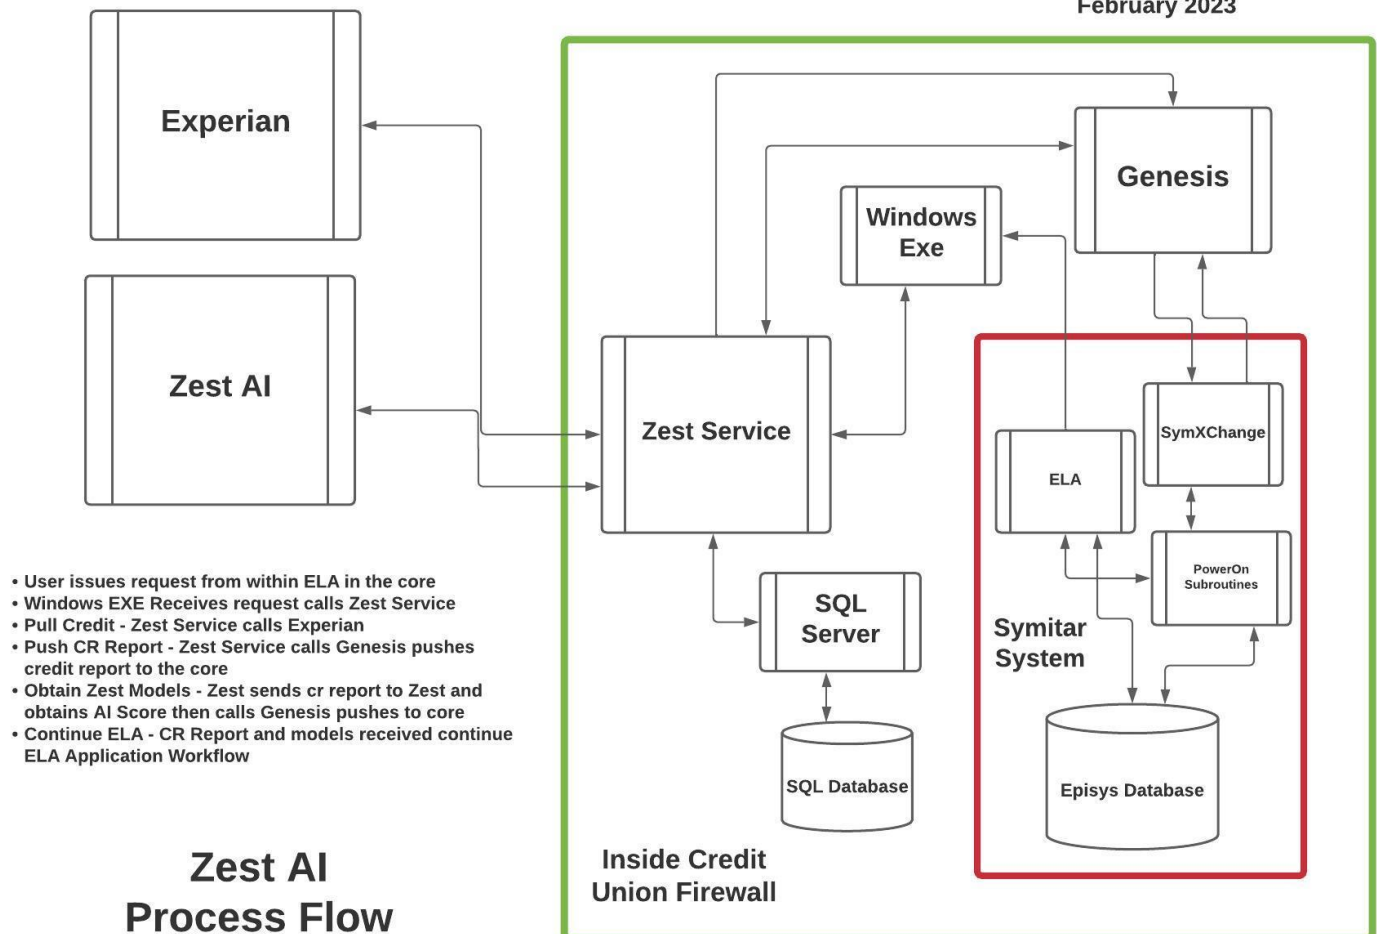 February 2023
Experian
Genesis
Windows
Exe
Zest AI
Zest Service
SymXChange
ELA
PowerOn
Subroutines
• User issues request from within ELA in the core
• Windows EXE Receives request calls Zest Service
• Pull Credit - Zest Service calls Experian
• Push CR Report - Zest Service calls Genesis pushes
credit report to the core
• Obtain Zest Models - Zest sends cr report to Zest and
obtains AI Score then calls Genesis pushes to core
• Continue ELA - CR Report and models received continue
ELA Application Workflow
SQL
Server
Symitar
System
SQL Database
Episys Database
Zest AI
Process Flow
Inside Credit
Union Firewall